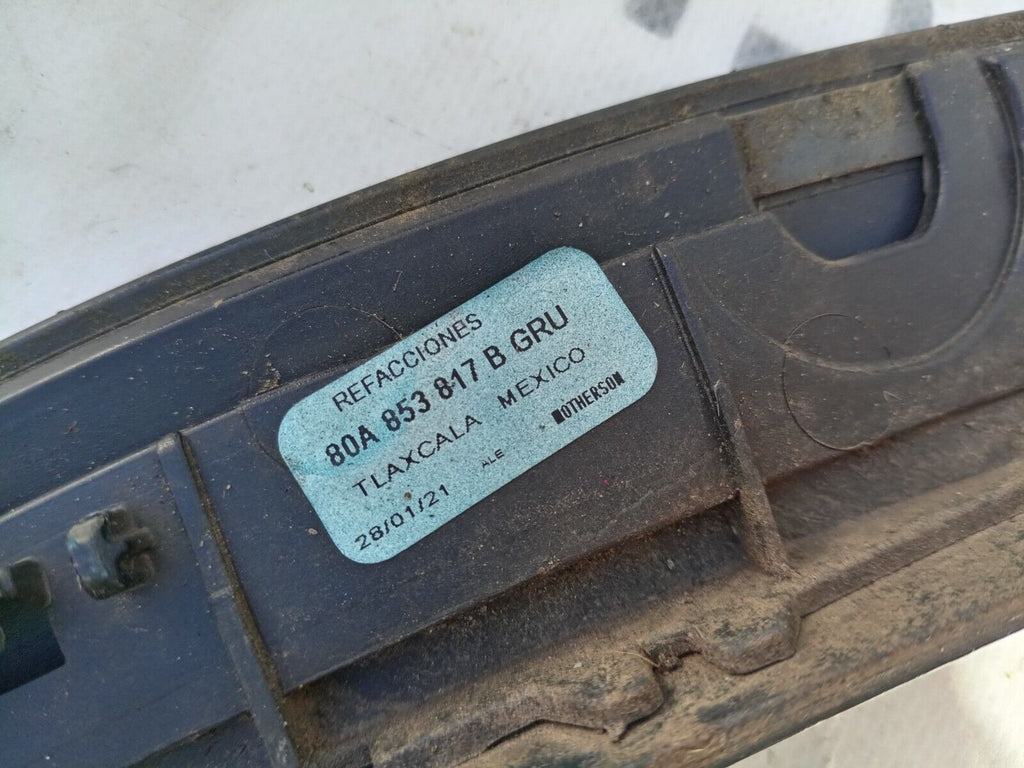 REFACCIONES
80A 853 817 B GRU
TLAXCALA MEXICO
28/01/21 ALE MOTHERSON